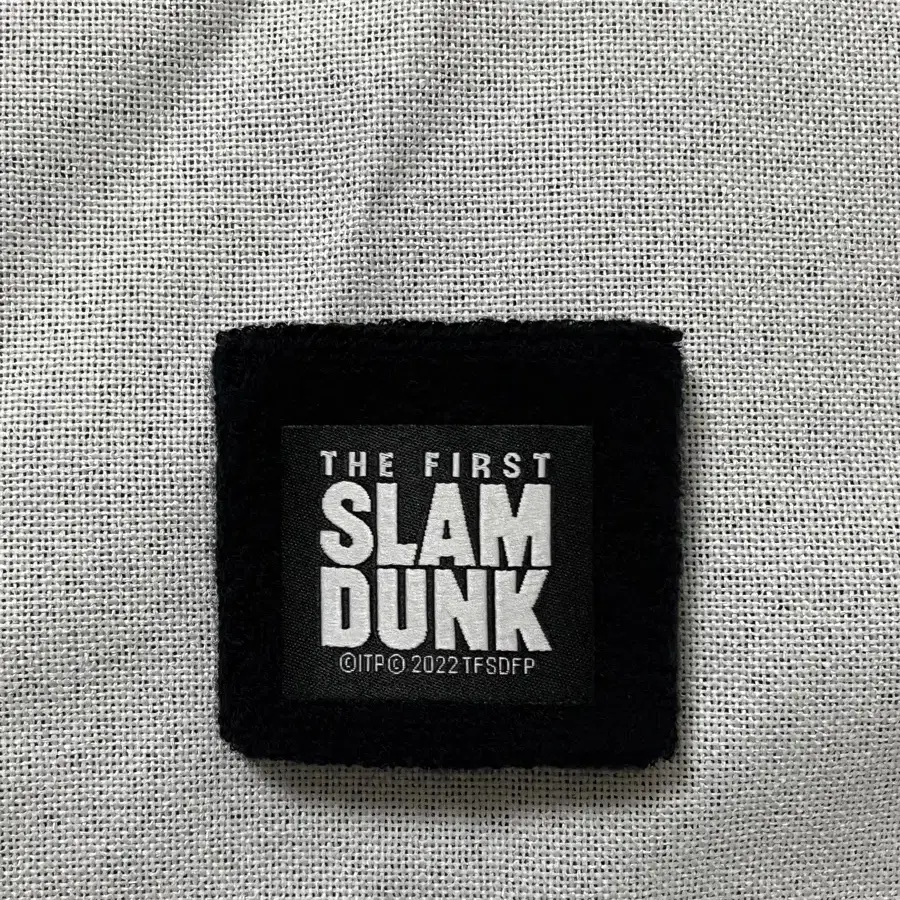 THE FIRST
SLAM
DUNK
©ITP© 2022 TFSDFP